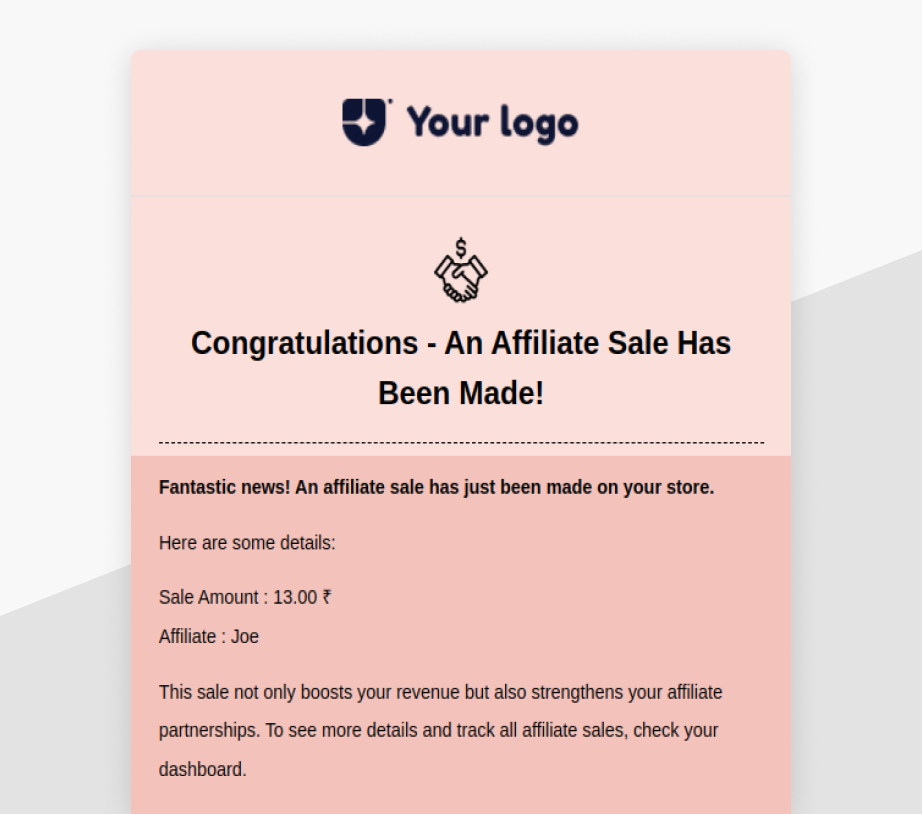 Your logo
$
Congratulations - An Affiliate Sale Has
Been Made!
Fantastic news! An affiliate sale has just been made on your store.
Here are some details:
Sale Amount : 13.00 ₹
Affiliate : Joe
This sale not only boosts your revenue but also strengthens your affiliate
partnerships. To see more details and track all affiliate sales, check your
dashboard.